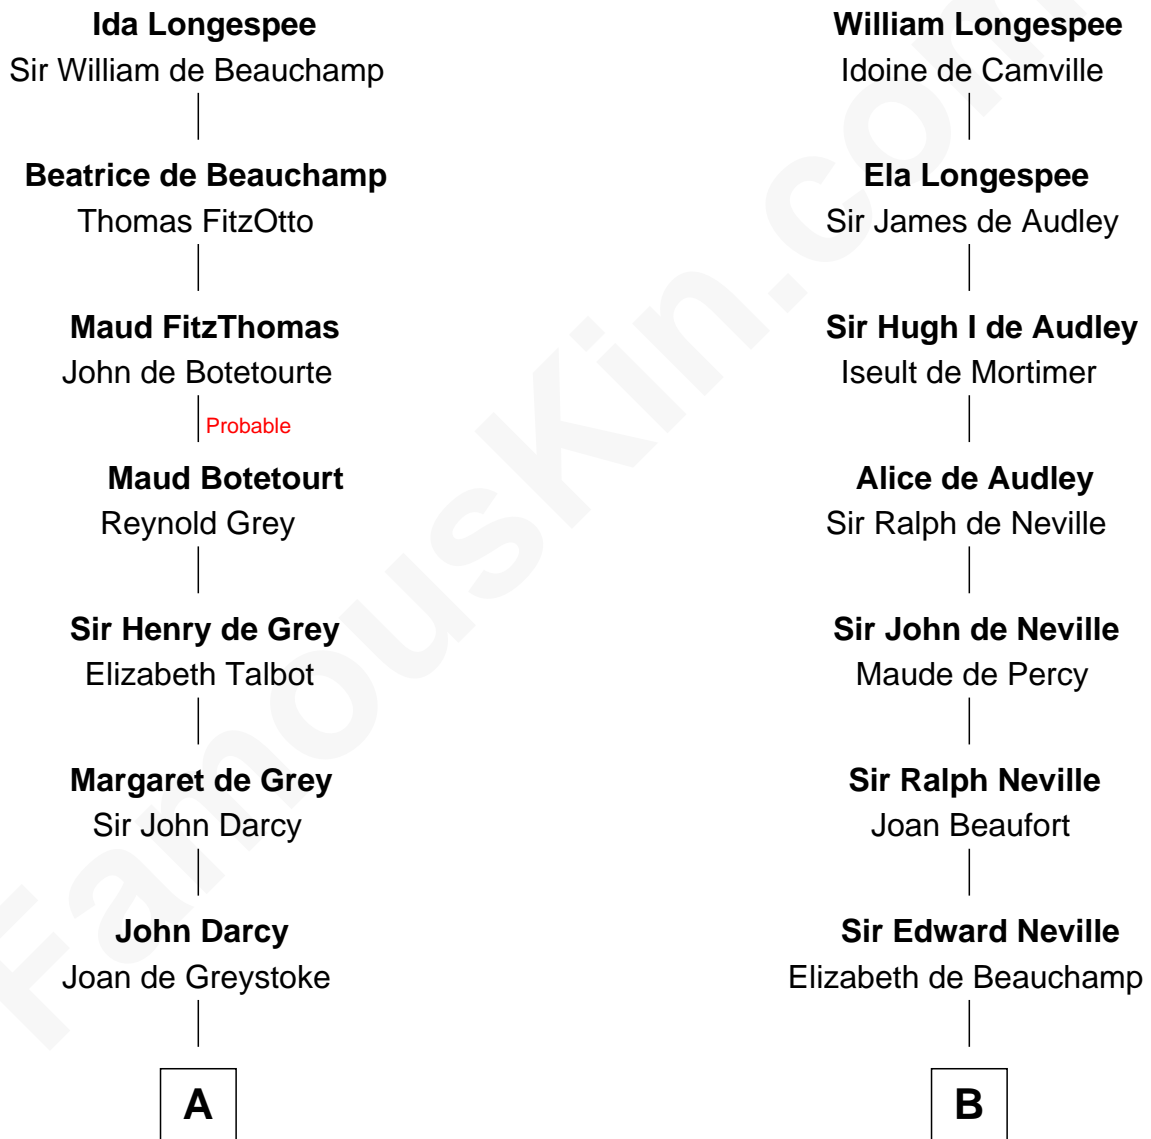 Ida Longespee
Sir William de Beauchamp
Beatrice de Beauchamp
Thomas FitzOtto
Maud FitzThomas
John de Botetourte
Probable
Maud Botetourt
Reynold Grey
Sir Henry de Grey
Elizabeth Talbot
Margaret de Grey
Sir John Darcy
John Darcy
Joan de Greystoke
A
William Longespee
Idoine de Camville
Ela Longespee
Sir James de Audley
Sir Hugh I de Audley
Iseult de Mortimer
Alice de Audley
Sir Ralph de Neville
Sir John de Neville
Maude de Percy
Sir Ralph Neville
Joan Beaufort
Sir Edward Neville
Elizabeth de Beauchamp
B
FamousKin.com